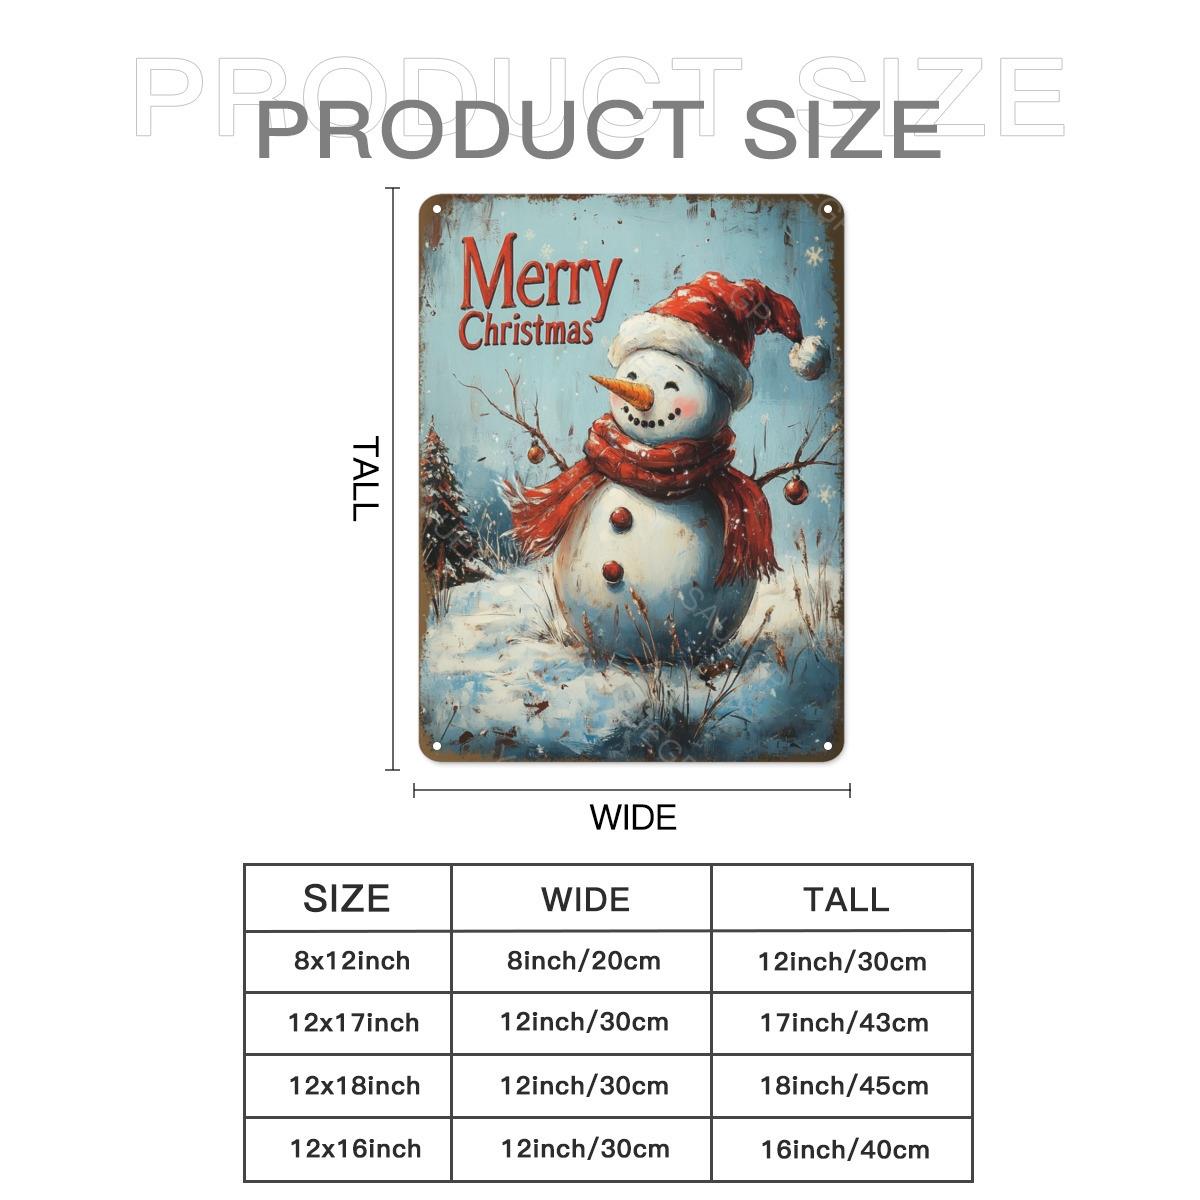 PRODUCT SIZE
PRODUCT SIZE
Merry
Christmas
TALL
WIDE
SIZE WIDE TALL
8x12inch 8inch/20cm 12inch/30cm
12x17inch 12inch/30cm 17inch/43cm
12x18inch 12inch/30cm 18inch/45cm
12x16inch 12inch/30cm 16inch/40cm